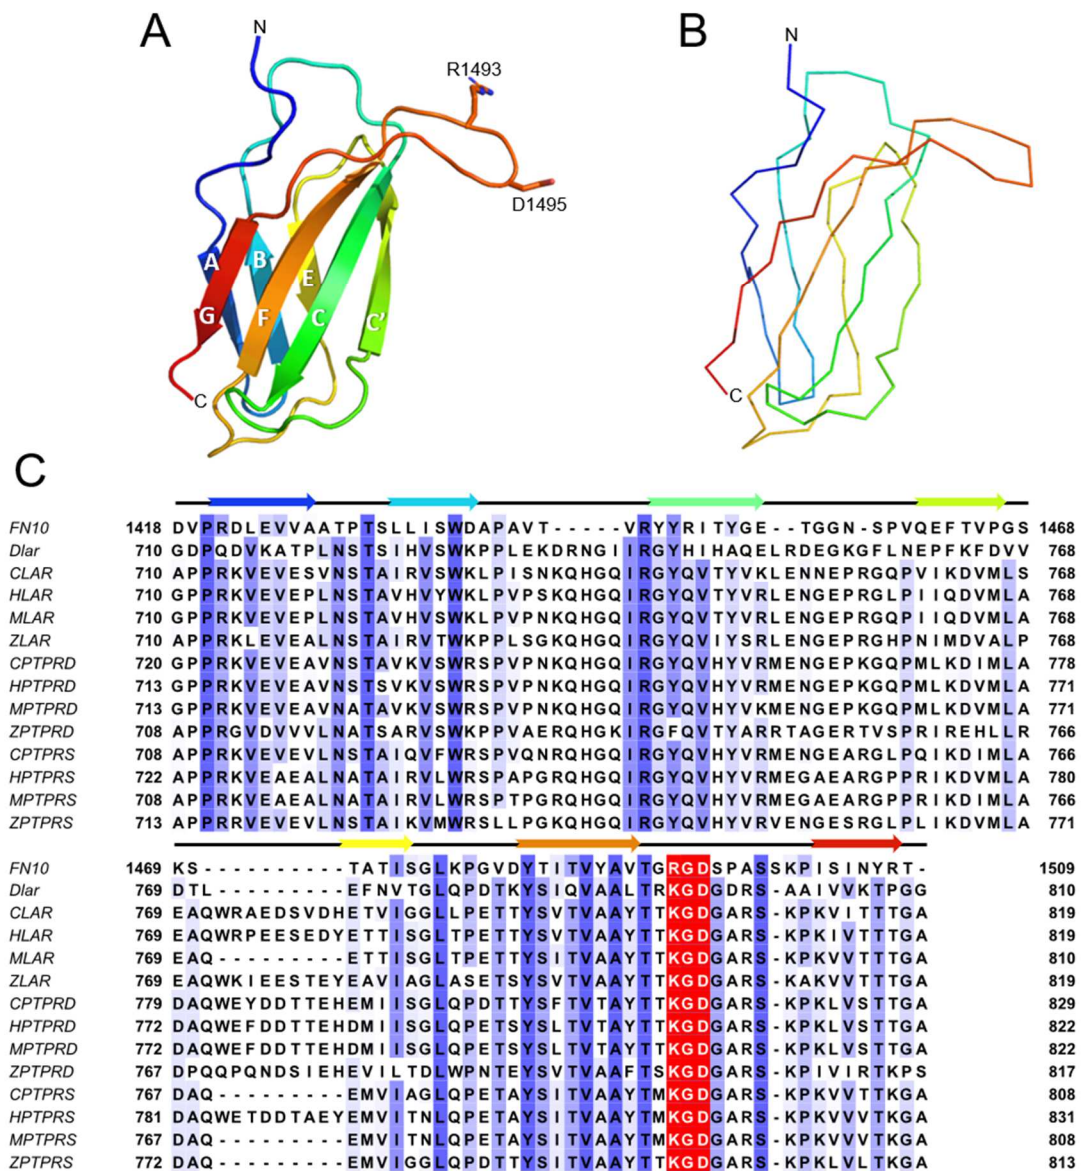 A
B
N
N
R1493
D1495
A
B
E
G
F
C
C'
C
C
C
FN10 1418 DVPRDLEVVAATPTSLLISWDAPAVT-----VRYYRITYGE--TGGN-SPVQEFTVPGS 1468
Dlar 710 GDPQDVKATPLNSTSIHVSWKPPLEKDRNGIIRGYHIHAQELRDEGKGFLNEPFKFDVV 768
CLAR 710 APPRKVEVESVNSTAIRVSWKLPISNKQHGQIRGYQVTYVKLENNEPRGQPVIKDVMLS 768
HLAR 710 GPPRKVEVEPLNSTAVHVYWKLPVPSKQHGQIRGYQVTYVRLENGEPRGLPIIQDVMLA 768
MLAR 710 GPPRKVEVEPLNSTAVHVSWKLPVPNKQHGQIRGYQVTYVRLENGEPRGQPIIQDVMLA 768
ZLAR 710 APPRKLEVEALNSTAIRVTWKPPLSGKQHGQIRGYQVIYSRLENGEPRGHPNIMDVALP 768
CPTPRD 720 GPPRKVEVEAVNSTAVKVSWRSPVPNKQHGQIRGYQVHYVRMENGEPKGQPMLKDIMLA 778
HPTPRD 713 GPPRKVEVEAVNSTSVKVSWRSPVPNKQHGQIRGYQVHYVRMENGEPKGQPMLKDVMLA 771
MPTPRD 713 GPPRKVEVEAVNATAVKVSWRSPVPNKQHGQIRGYQVHYVKMENGEPKGQPMLKDVMLA 771
ZPTPRD 708 APPRGVDVVVLNATSARVSWKPPVAERQHGKIRGFQVTYARRTAGERTVSPRIREHLLR 766
CPTPRS 708 APPRKVEVEVLNSTAIQVFWRSPVQNRQHGQIRGYQVHYVRMENGEARGLPQIKDIMLA 766
HPTPRS 722 APPRKVEAEALNATAIRVLWRSPAPGRQHGQIRGYQVHYVRMEGAEARGPPRIKDVMLA 780
MPTPRS 708 APPRKVEAEALNATAIRVLWRSPTPGRQHGQIRGYQVHYVRMEGAEARGPPRIKDIMLA 766
ZPTPRS 713 APPRRVEVEALNSTAIKVMWRSLLPGKQHGQIRGYQVHYVRVENGESRGLPLIKDIMLA 771
FN10 1469 KS----------TATISGLKPGVDYTITVYAVTGRGDSPASSKPISINYRT- 1509
Dlar 769 DTL---------EFNVTGLQPDTKYSIQVAALTRKGDGDRS-AAIVVKTPGG 810
CLAR 769 EAQWRAEDSVDHETVIGGLLPETTYSVTVAAYTTKGDGARS-KPKVITTTGA 819
HLAR 769 EAQWRPEESEDYETTISGLTPETTYSVTVAAYTTKGDGARS-KPKIVTTTGA 819
MLAR 769 EAQ---------ETTISGLTPETTYSITVAAYTTKGDGARS-KPKVVTTTGA 810
ZLAR 769 EAQWKIEESTEYEAVIAGLASETSYSVTVAAYTTKGDGARS-KAKVVTTTGA 819
CPTPRD 779 DAQWEYDDTTEHEMIISGLQPDTTYSFTVTAYTTKGDGARS-KPKLVSTTGA 829
HPTPRD 772 DAQWEFDDTTEHDMIISGLQPETSYSLTVTAYTTKGDGARS-KPKLVSTTGA 822
MPTPRD 772 DAQWEFDDTTEHDMIISGLQPETSYSLTVTAYTTKGDGARS-KPKLVSTTGA 822
ZPTPRD 767 DPQQPQNDSIEHEVILTDLWPNTEYSVTVAAFTSKGDGARS-KPIVIRTKPS 817
CPTPRS 767 DAQ---------EMVIAGLQPETAYSITVAAYTMKGDGARS-KPKVVVTKGA 808
HPTPRS 781 DAQWETDDTAEYEMVITNLQPETAYSITVAAYTMKGDGARS-KPKVVVTKGA 831
MPTPRS 767 DAQ---------EMVITNLQPETAYSITVAAYTMKGDGARS-KPKVVVTKGA 808
ZPTPRS 772 DAQ---------EMVIGGLQPDTTYSITVAAYTTKGDGARS-KPKLVLTKGA 813